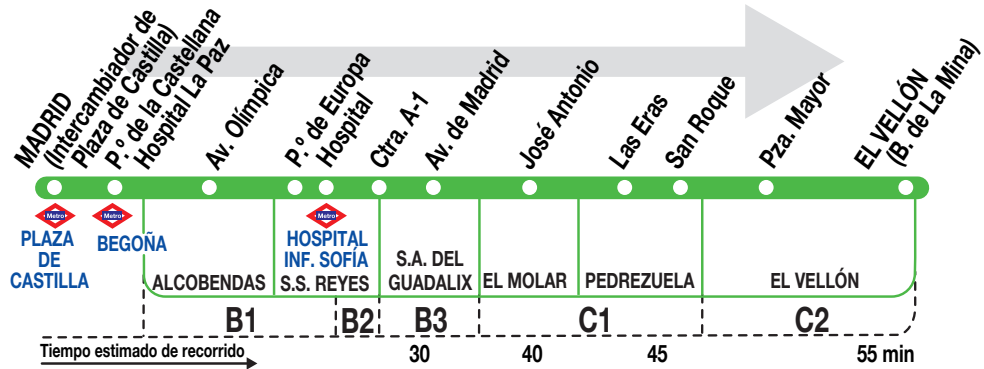 MADRID
(Intercambiador de
Plaza de Castilla)
P.º de la Castellana
Hospital La Paz
Av. Olímpica
P.º de Europa
Hospital
Ctra. A-1
Av. de Madrid
José Antonio
Las Eras
San Roque
Pza. Mayor
EL VELLÓN
(B. de La Mina)
Metro
Metro
Metro
PLAZA
DE
CASTILLA
BEGOÑA
HOSPITAL
INF. SOFÍA
ALCOBENDAS
S.S. REYES
S.A. DEL
GUADALIX
EL MOLAR
PEDREZUELA
EL VELLÓN
B1
B2
B3
C1
C2
Tiempo estimado de recorrido
30
40
45
55 min